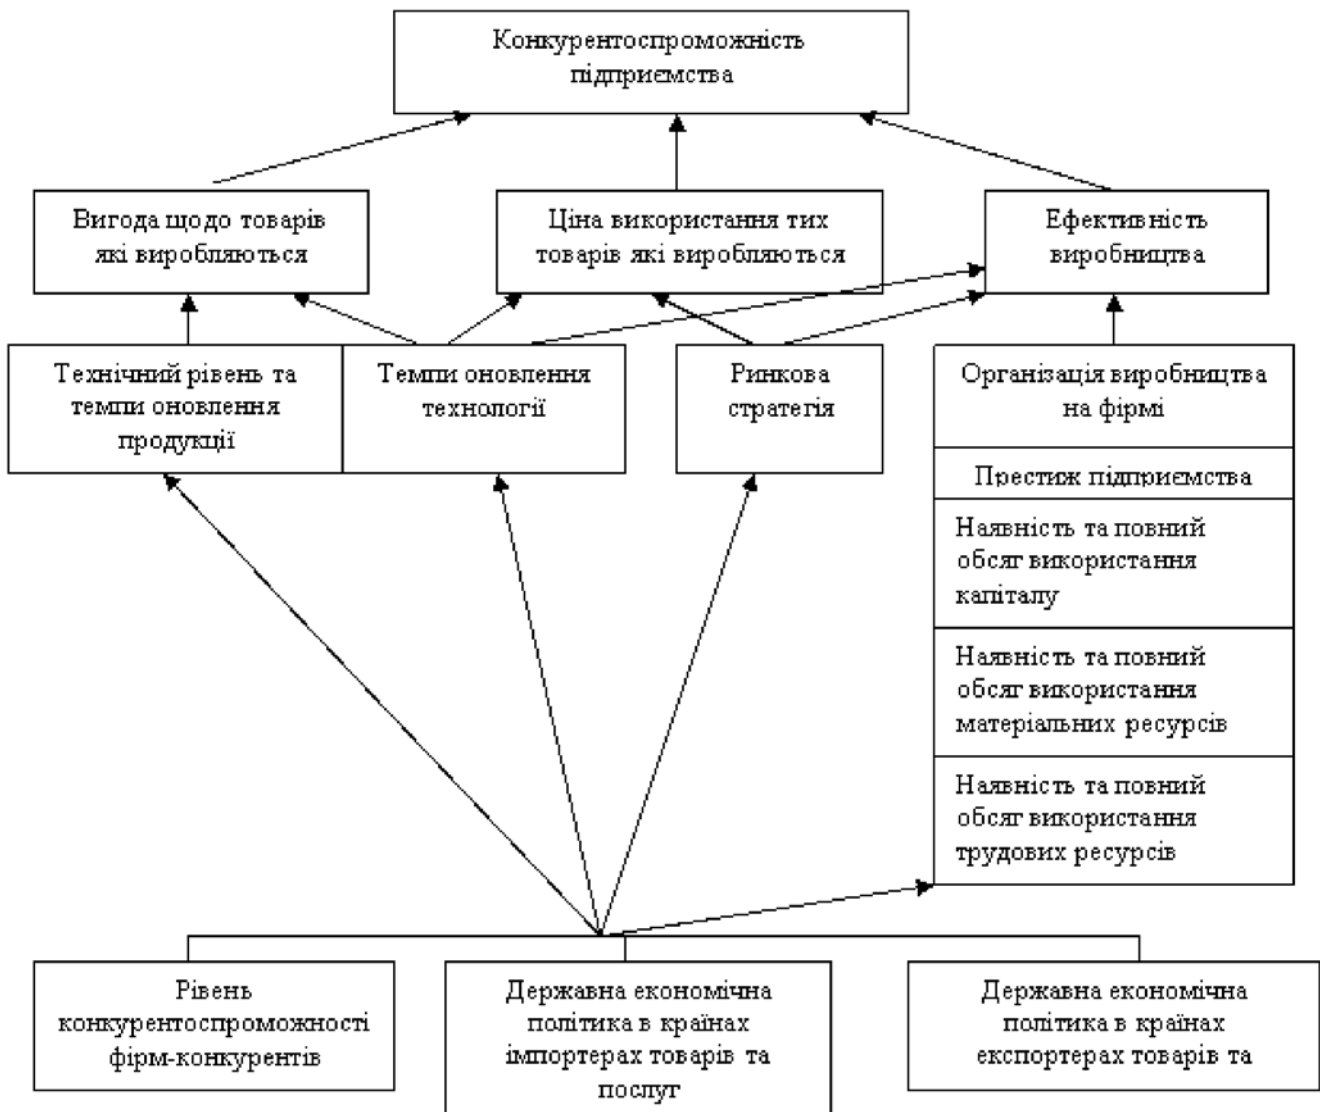 Конкурентоспроможність
підприємства
Вигода щодо товарів
які виробляються
Ціна використання тих
товарів які виробляються
Ефективність
виробництва
Технічний рівень та
темпи оновлення
продукції
Темпи оновлення
технології
Ринкова
стратегія
Організація виробництва
на фірмі
Престиж підприємства
Наявність та повний
обсяг використання
капіталу
Наявність та повний
обсяг використання
матеріальних ресурсів
Наявність та повний
обсяг використання
трудових ресурсів
Рівень
конкурентоспроможності
фірм-конкурентів
Державна економічна
політика в країнах
імпортерах товарів та
послуг
Державна економічна
політика в країнах
експортерах товарів та